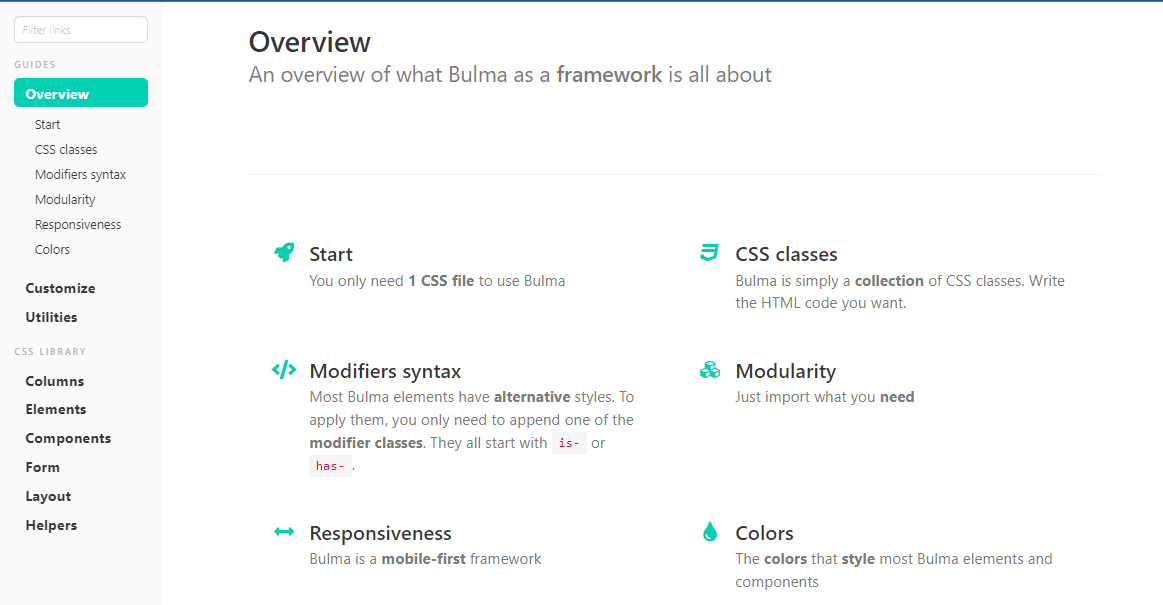 Filter links
GUIDES
Overview
Start
CSS classes
Modifiers syntax
Modularity
Responsiveness
Colors
Customize
Utilities
CSS LIBRARY
Columns
Elements
Components
Form
Layout
Helpers
Overview
An overview of what Bulma as a framework is all about
Start
You only need 1 CSS file to use Bulma
CSS classes
Bulma is simply a collection of CSS classes. Write
the HTML code you want.
Modifiers syntax
Most Bulma elements have alternative styles. To
apply them, you only need to append one of the
modifier classes. They all start with is- or
has- .
Modularity
Just import what you need
Responsiveness
Bulma is a mobile-first framework
Colors
The colors that style most Bulma elements and
components